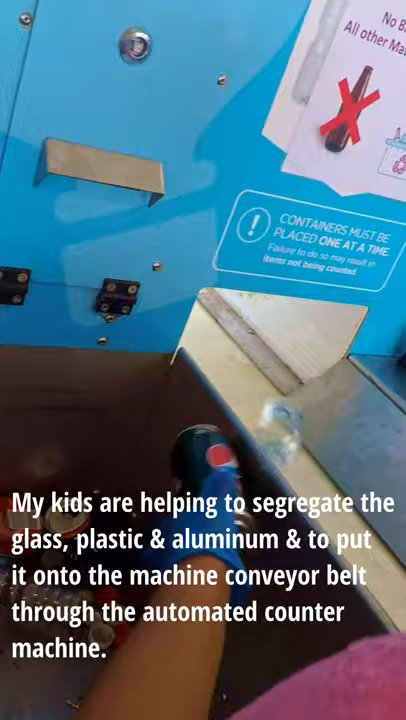 No B
All other Mat
CONTAINERS MUST BE
PLACED ONE AT A TIME
Failure to do so may result in
items not being counted
My kids are helping to segregate the
glass, plastic & aluminum & to put
it onto the machine conveyor belt
through the automated counter
machine.